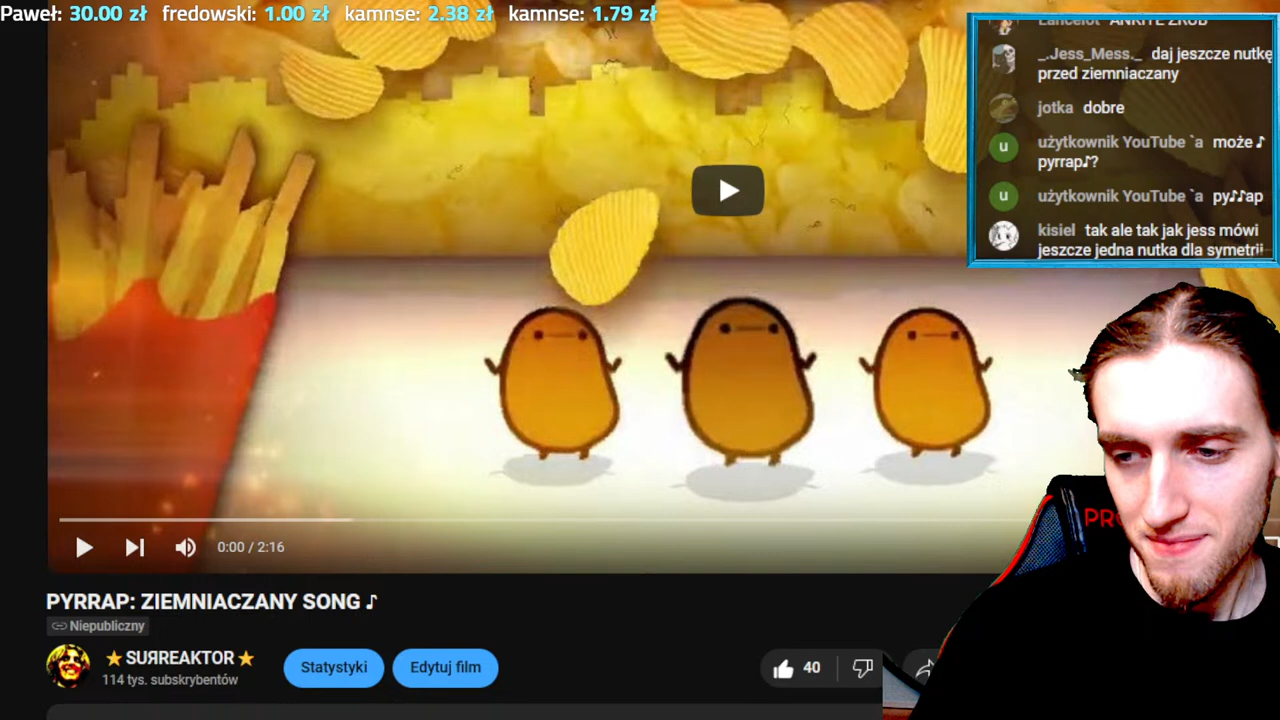 Paweł: 30.00 zł fredowski: 1.00 zł kamnse: 2.38 zł kamnse: 1.79 zł
Lancelot ANKIETE ZRÓB
_.Jess_Mess._ daj jeszcze nutkę
przed ziemniaczany
jotka dobre
u użytkownik YouTube `a może ♪
pyrrap♪?
u użytkownik YouTube `a py♪♪ap
kisiel tak ale tak jak jess mówi
jeszcze jedna nutka dla symetrii
0:00 / 2:16
PYRRAP: ZIEMNIACZANY SONG ♪
Niepubliczny
⭐ SUЯREAKTOR ⭐
114 tys. subskrybentów
Statystyki
Edytuj film
40